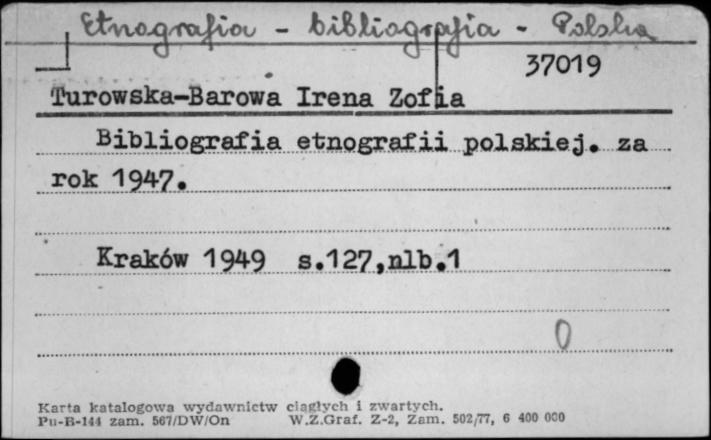 Etnografia - bibliografia - Polska
37019
Turowska-Barowa Irena Zofia
Bibliografia etnografii polskiej. za
rok 1947.
Kraków 1949 s.127,nlb.1
0
Karta katalogowa wydawnictw ciągłych i zwartych.
Pu-B-144 zam. 567/DW/On W.Z.Graf. Z-2, Zam. 502/77, 6 400 000